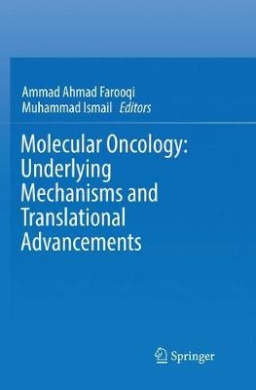 Ammad Ahmad Farooqi
Muhammad Ismail Editors
Molecular Oncology:
Underlying
Mechanisms and
Translational
Advancements
Springer